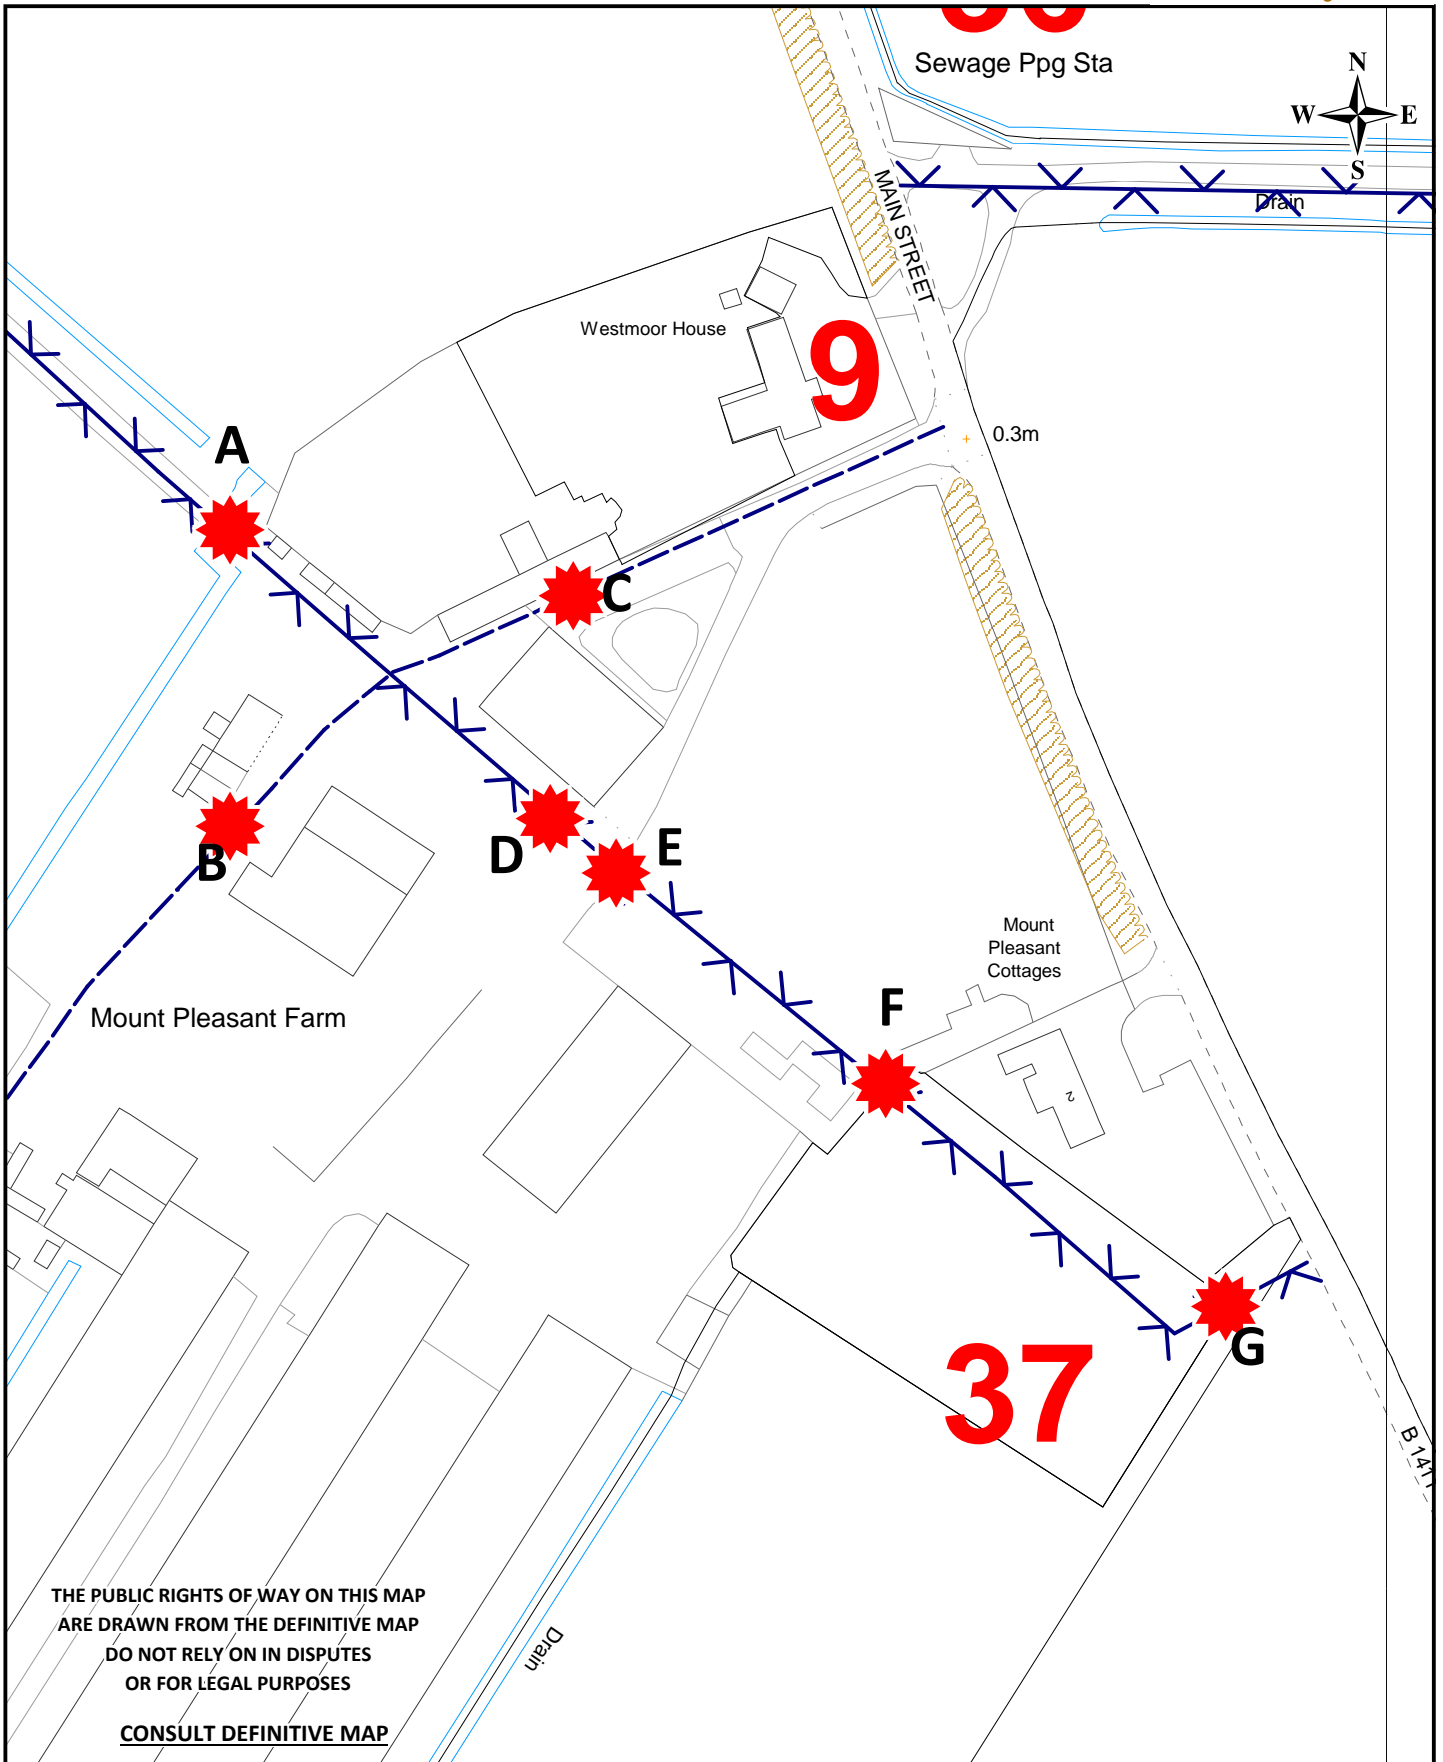 Sewage Ppg Sta
N
W E
S
MAIN STREET
Drain
Westmoor House
9
0.3m
A
C
B
D
E
Mount
Pleasant
Cottages
F
Mount Pleasant Farm
2
37
G
B 1411
THE PUBLIC RIGHTS OF WAY ON THIS MAP
ARE DRAWN FROM THE DEFINITIVE MAP
DO NOT RELY ON IN DISPUTES
OR FOR LEGAL PURPOSES
Drain
CONSULT DEFINITIVE MAP